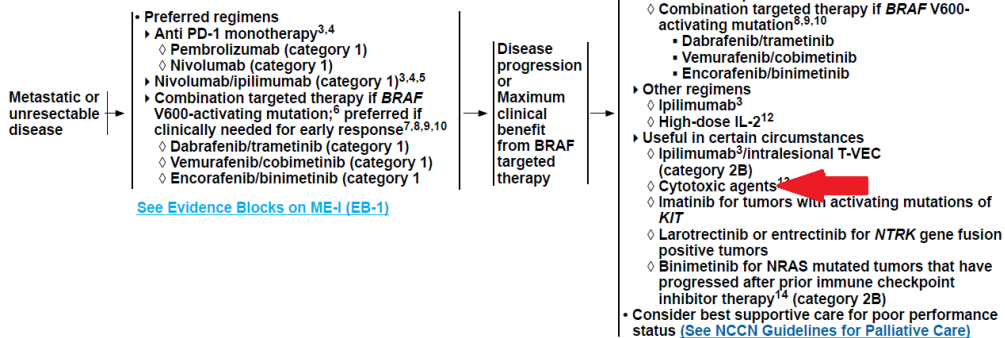 Metastatic or
unresectable
disease
• Preferred regimens
▸ Anti PD-1 monotherapy3,4
◊ Pembrolizumab (category 1)
◊ Nivolumab (category 1)
▸ Nivolumab/ipilimumab (category 1)3,4,5
▸ Combination targeted therapy if BRAF
V600-activating mutation;6 preferred if
clinically needed for early response7,8,9,10
◊ Dabrafenib/trametinib (category 1)
◊ Vemurafenib/cobimetinib (category 1)
◊ Encorafenib/binimetinib (category 1
See Evidence Blocks on ME-I (EB-1)
Disease
progression
or
Maximum
clinical
benefit
from BRAF
targeted
therapy
◊ Combination targeted therapy if BRAF V600-
activating mutation8,9,10
▪ Dabrafenib/trametinib
▪ Vemurafenib/cobimetinib
▪ Encorafenib/binimetinib
▸ Other regimens
◊ Ipilimumab3
◊ High-dose IL-212
▸ Useful in certain circumstances
◊ Ipilimumab3/intralesional T-VEC
(category 2B)
◊ Cytotoxic agents
◊ Imatinib for tumors with activating mutations of
KIT
◊ Larotrectinib or entrectinib for NTRK gene fusion
positive tumors
◊ Binimetinib for NRAS mutated tumors that have
progressed after prior immune checkpoint
inhibitor therapy14 (category 2B)
• Consider best supportive care for poor performance
status (See NCCN Guidelines for Palliative Care)